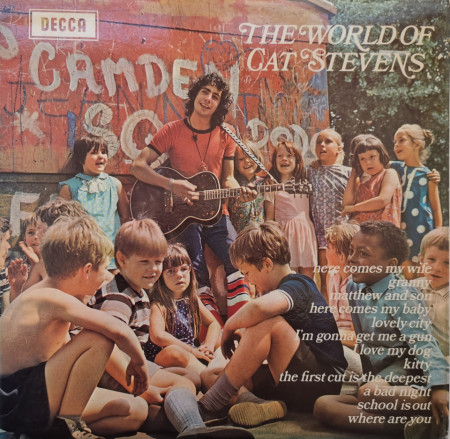 DECCA
THE WORLD OF
CAT STEVENS
CAMDEN
here comes my wife
granny
matthew and son
here comes my baby
lovely city
I'm gonna get me a gun
I love my dog
kitty
the first cut is the deepest
a bad night
school is out
where are you